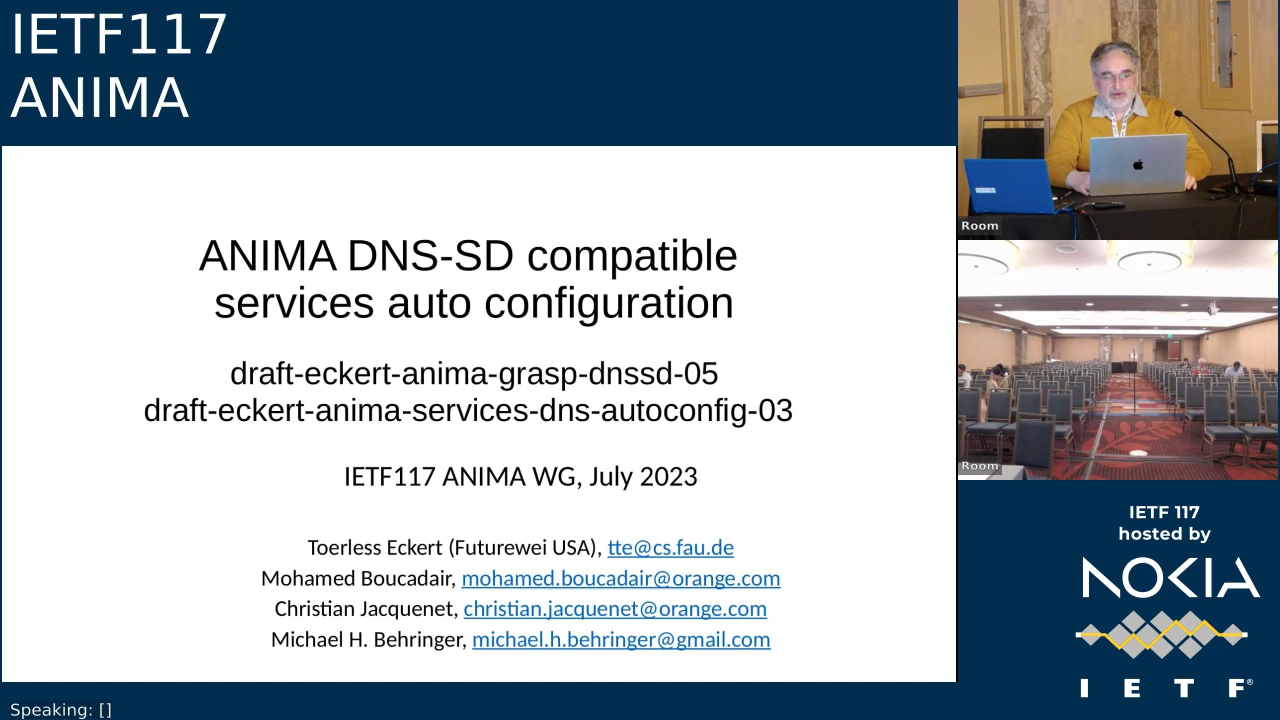 IETF117
ANIMA
ANIMA DNS-SD compatible
services auto configuration
draft-eckert-anima-grasp-dnssd-05
draft-eckert-anima-services-dns-autoconfig-03
IETF117 ANIMA WG, July 2023
Toerless Eckert (Futurewei USA), tte@cs.fau.de
Mohamed Boucadair, mohamed.boucadair@orange.com
Christian Jacquenet, christian.jacquenet@orange.com
Michael H. Behringer, michael.h.behringer@gmail.com
Speaking: []
Room
Room
IETF 117
hosted by
NOKIA
I E T F®